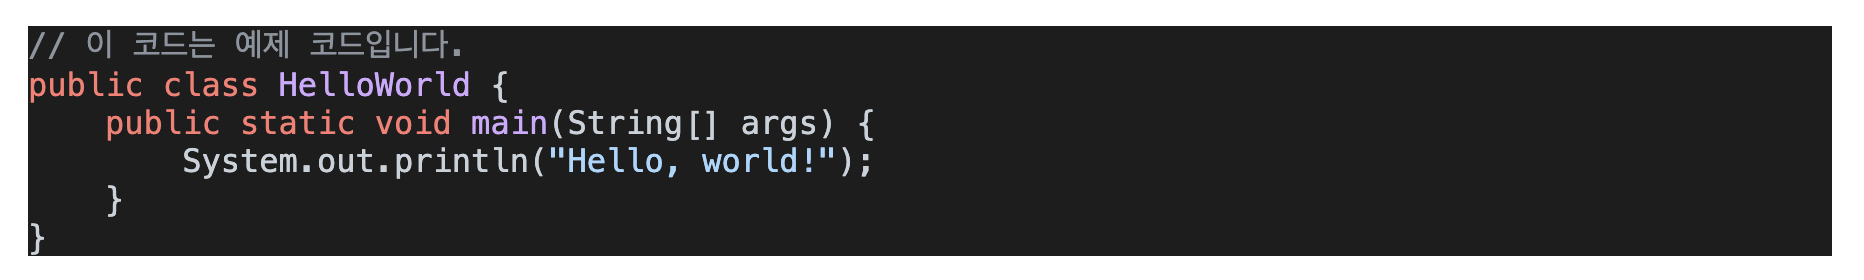 // 이 코드는 예제 코드입니다.
public class HelloWorld {
    public static void main(String[] args) {
        System.out.println("Hello, world!");
    }
}